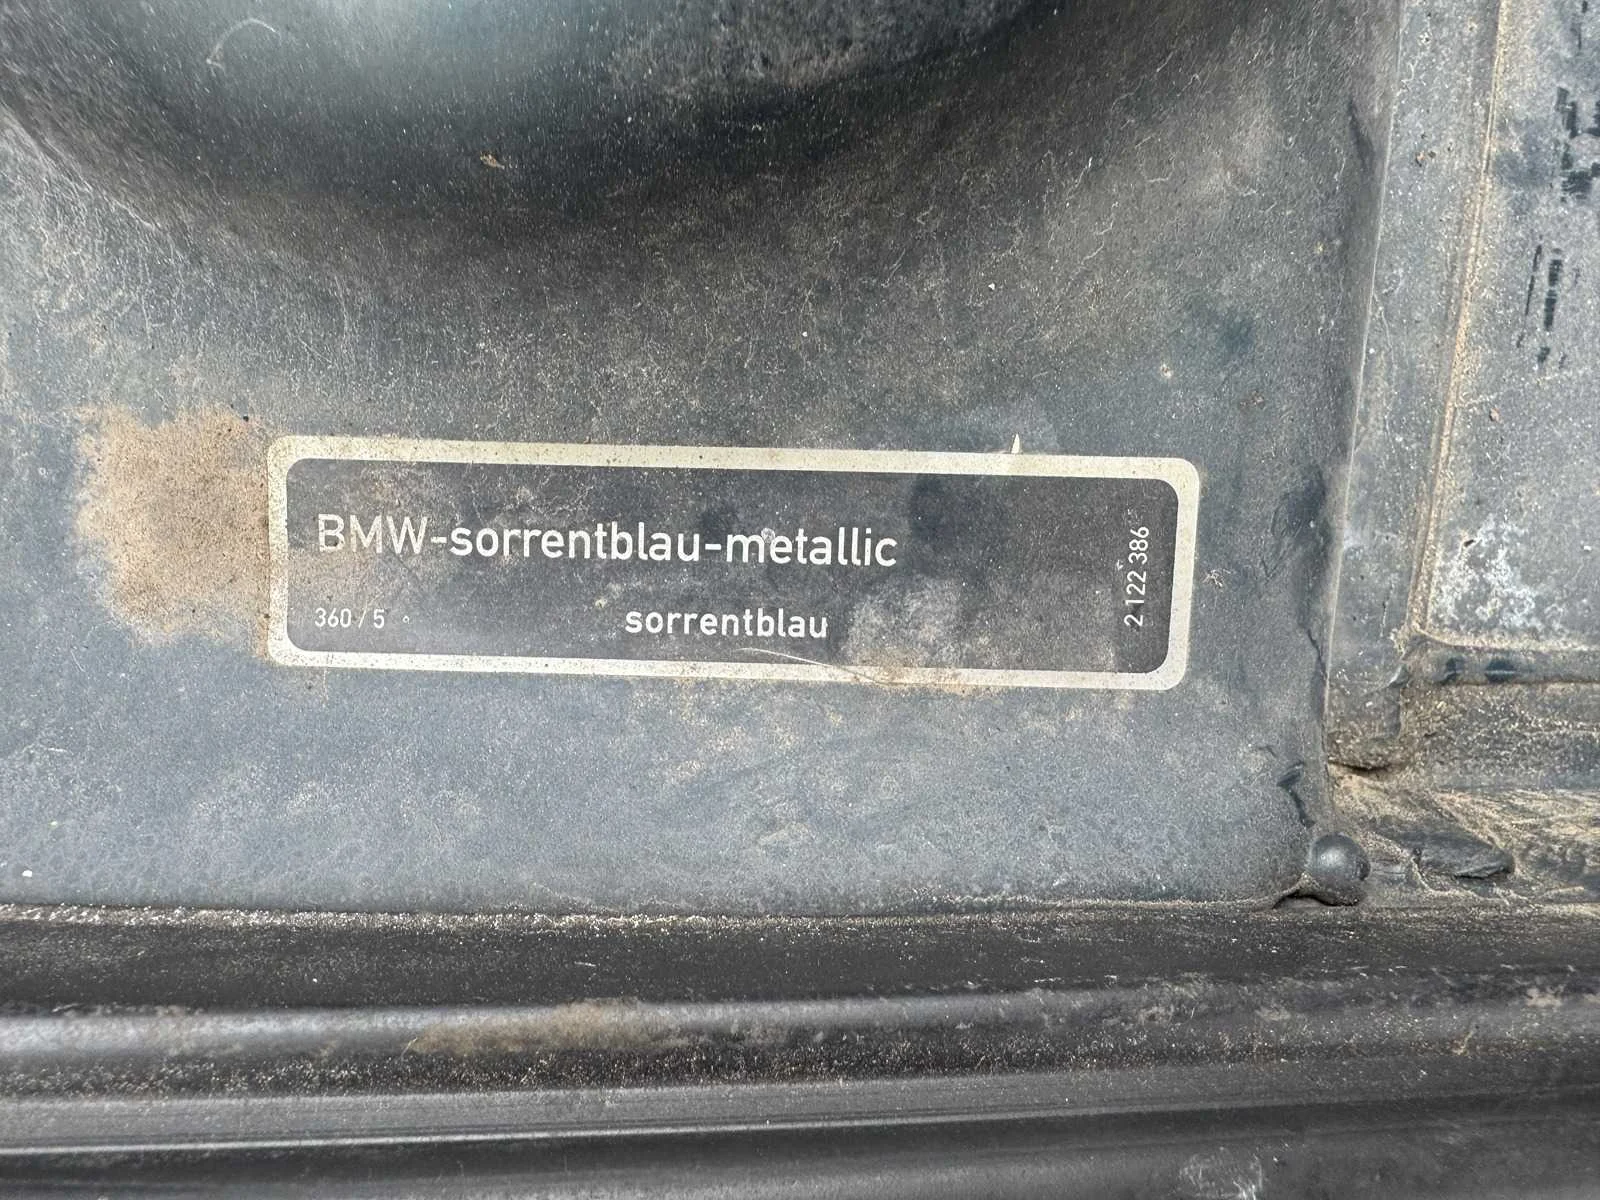 BMW-sorrentblau-metallic
360/5
sorrentblau
2 122 386